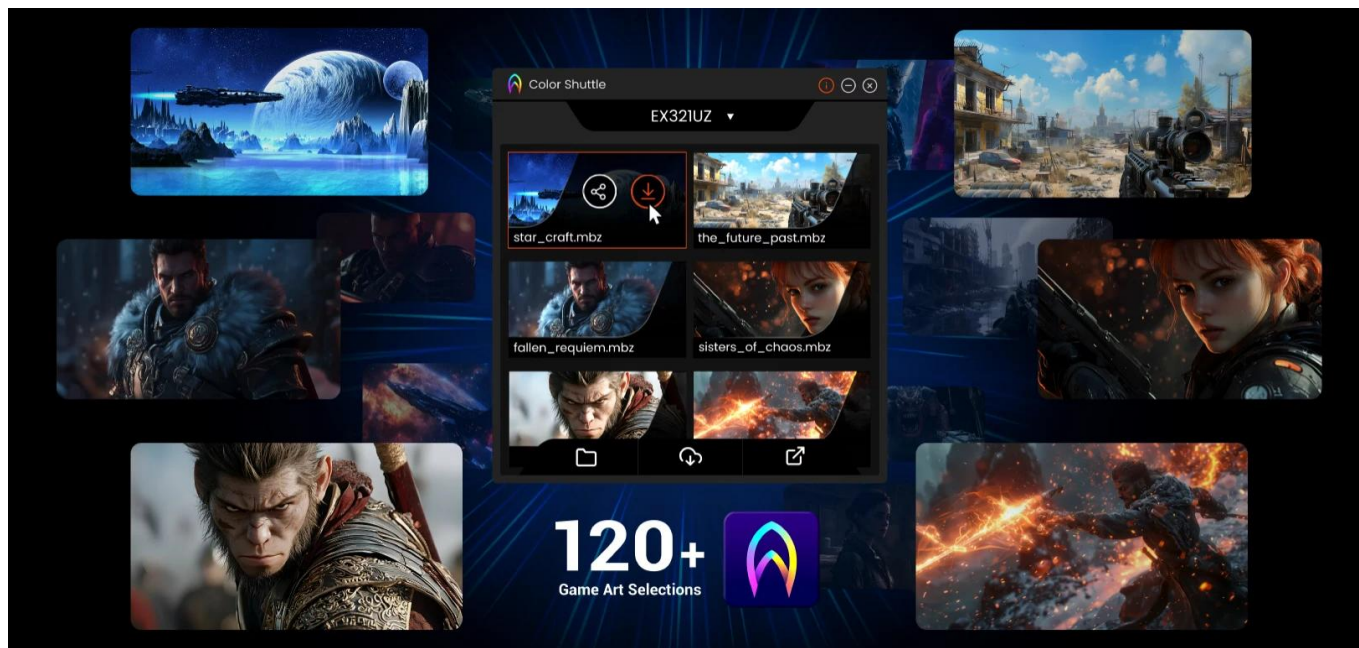 Color Shuttle
EX321UZ
star_craft.mbz
the_future_past.mbz
fallen_requiem.mbz
sisters_of_chaos.mbz
120+
Game Art Selections